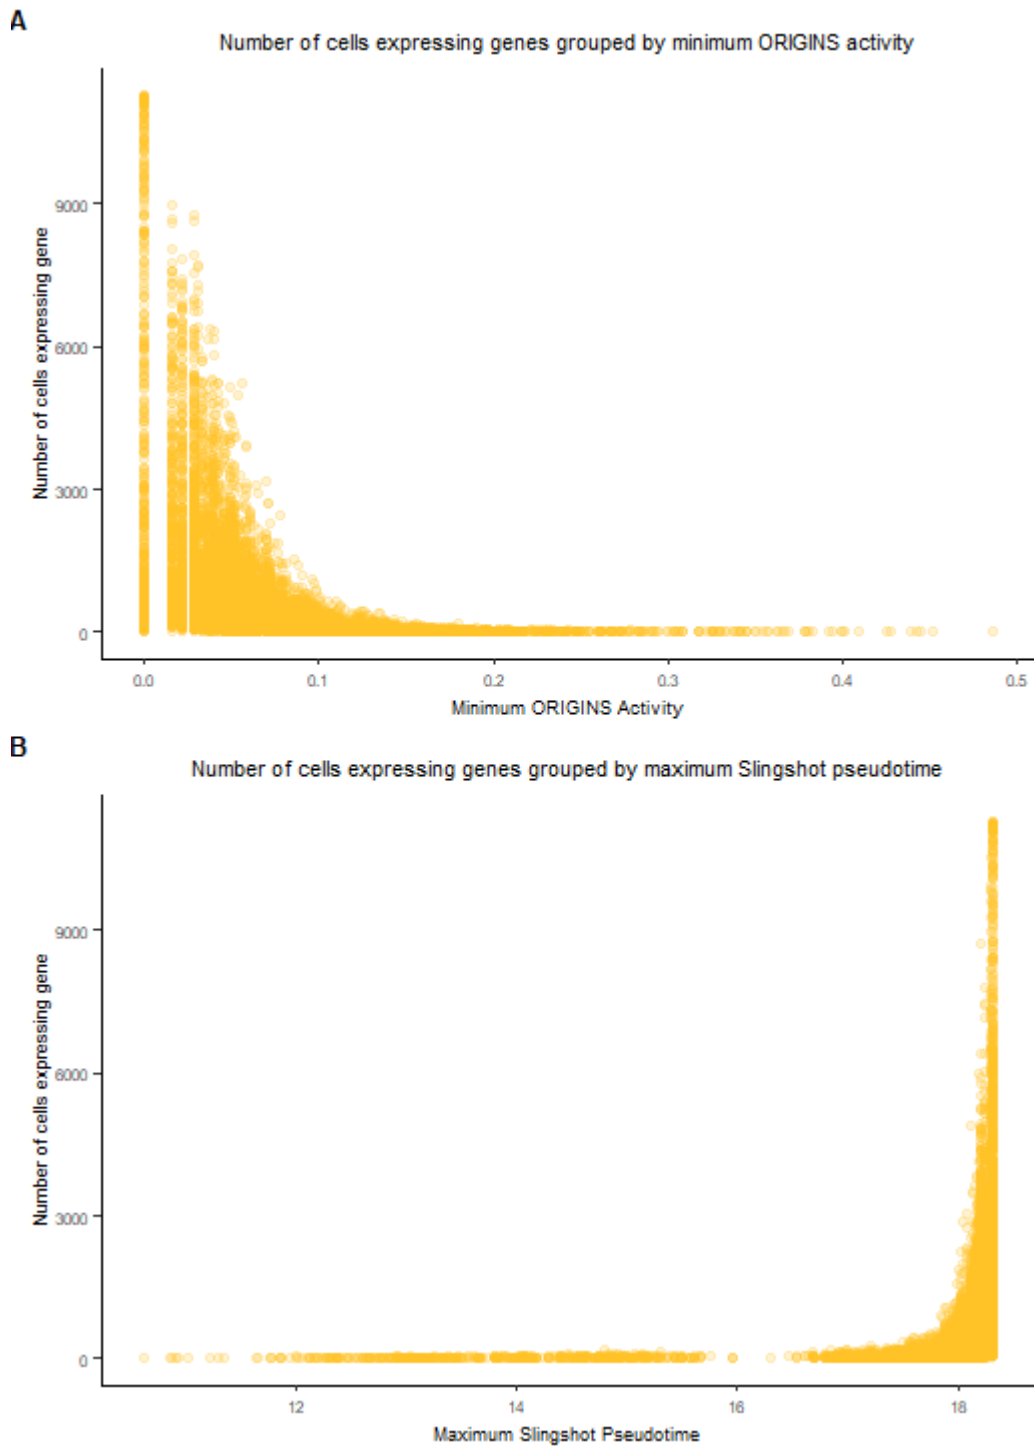 A
Number of cells expressing genes grouped by minimum ORIGINS activity
Number of cells expressing gene
9000
6000
3000
0
0.0 0.1 0.2 0.3 0.4 0.5
Minimum ORIGINS Activity
B
Number of cells expressing genes grouped by maximum Slingshot pseudotime
Number of cells expressing gene
9000
6000
3000
0
12 14 16 18
Maximum Slingshot Pseudotime